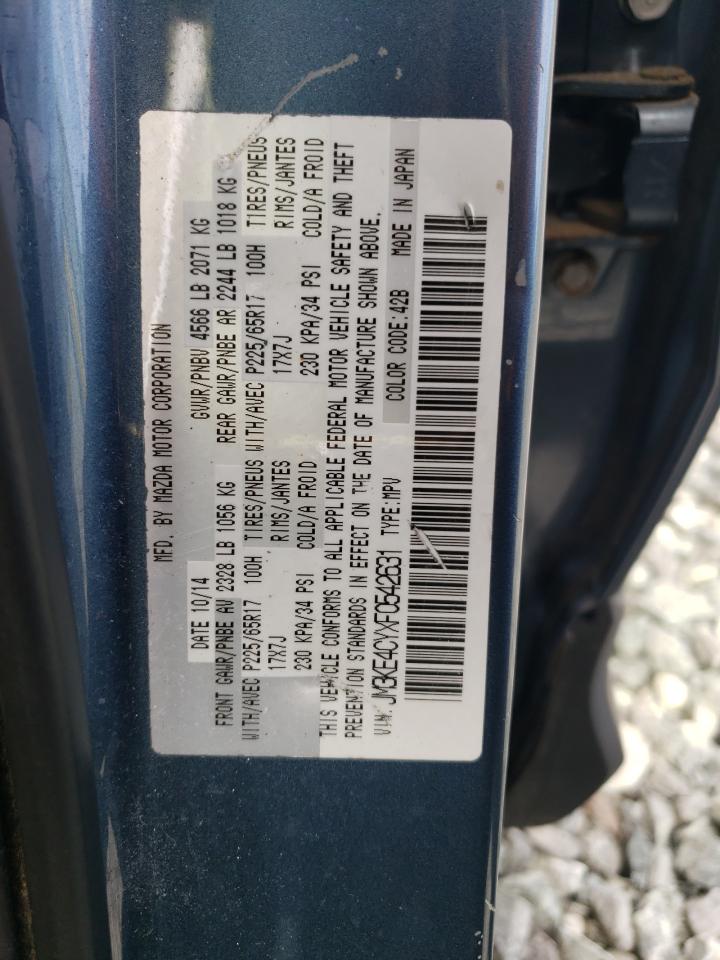 MFD. BY MAZDA MOTOR CORPORATION
DATE 10/14 GVWR/PNBV 4566 LB 2071 KG
FRONT GAWR/PNBE AV 2328 LB 1056 KG REAR GAWR/PNBE AR 2244 LB 1018 KG
WITH/AVEC P225/65R17 100H TIRES/PNEUS WITH/AVEC P225/65R17 100H TIRES/PNEUS
17X7J RIMS/JANTES 17X7J RIMS/JANTES
230 KPA/34 PSI COLD/A FROID 230 KPA/34 PSI COLD/A FROID
THIS VEHICLE CONFORMS TO ALL APPLICABLE FEDERAL MOTOR VEHICLE SAFETY AND THEFT
PREVENTION STANDARDS IN EFFECT ON THE DATE OF MANUFACTURE SHOWN ABOVE.
VIN: JM3KE4CYXF0542631 TYPE:MPV COLOR CODE:42B MADE IN JAPAN